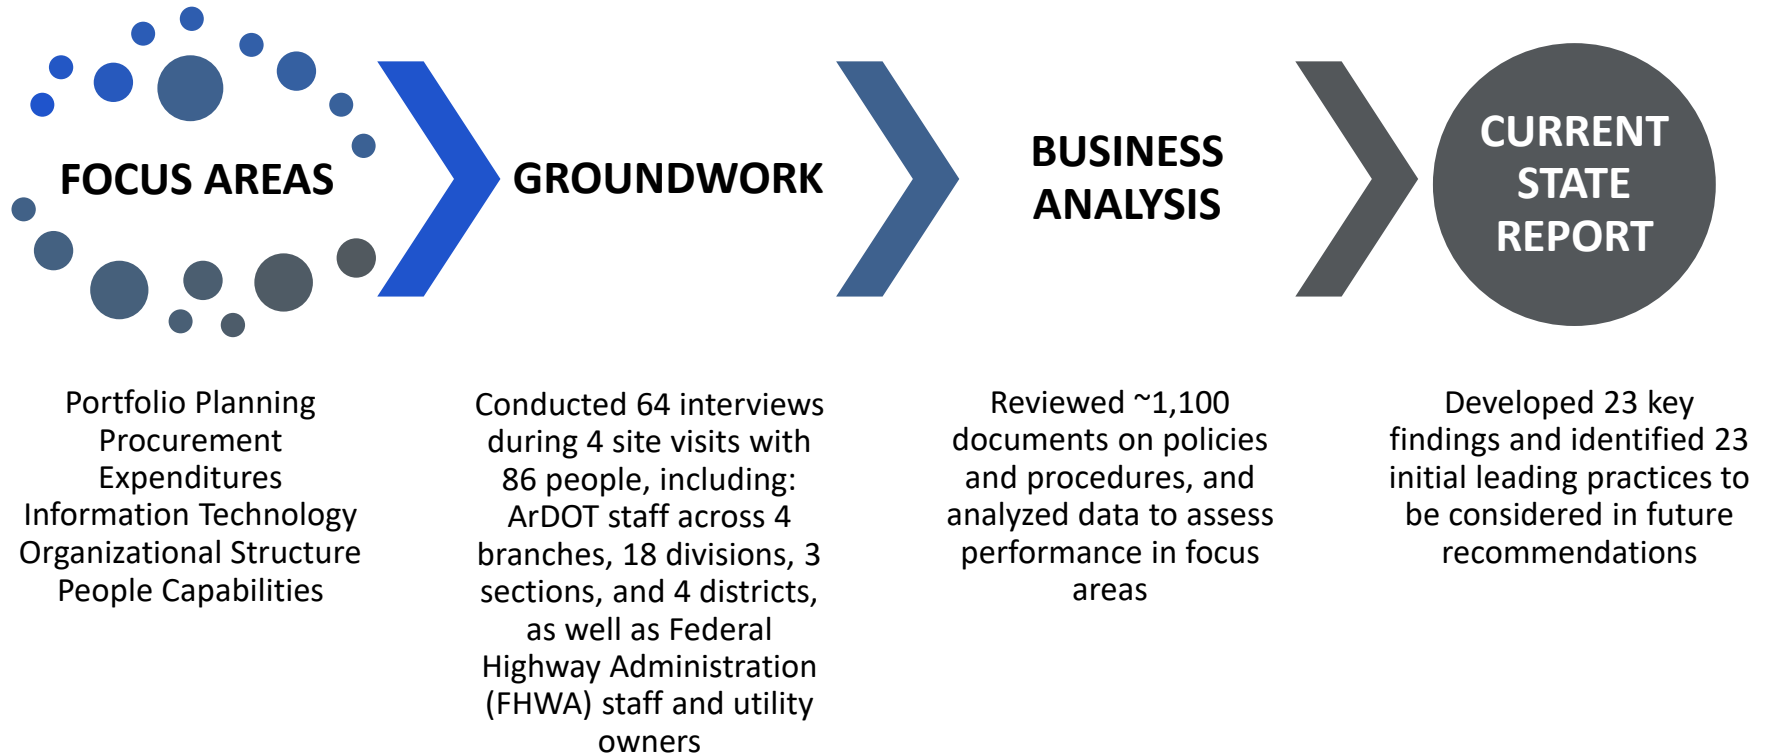 FOCUS AREAS
Portfolio Planning
Procurement
Expenditures
Information Technology
Organizational Structure
People Capabilities
GROUNDWORK
Conducted 64 interviews
during 4 site visits with
86 people, including:
ArDOT staff across 4
branches, 18 divisions, 3
sections, and 4 districts,
as well as Federal
Highway Administration
(FHWA) staff and utility
owners
BUSINESS
ANALYSIS
Reviewed ~1,100
documents on policies
and procedures, and
analyzed data to assess
performance in focus
areas
CURRENT
STATE
REPORT
Developed 23 key
findings and identified 23
initial leading practices to
be considered in future
recommendations